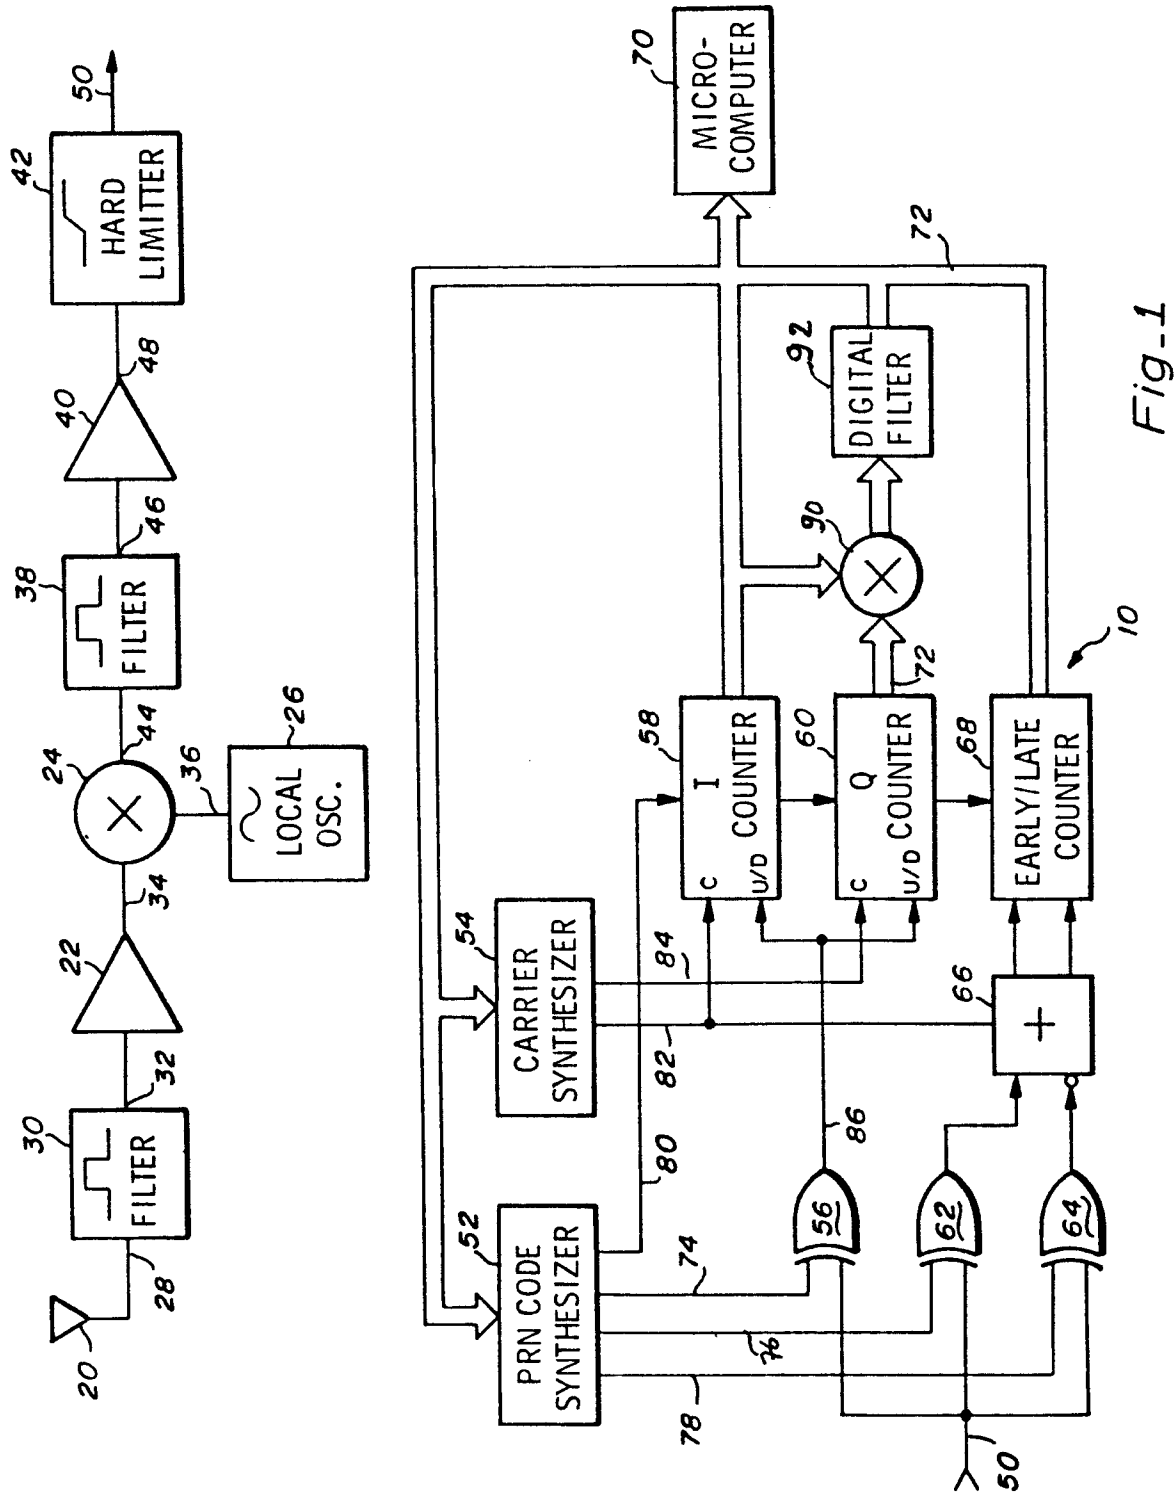 20
28
30
FILTER
32
22
34
24
36
26
LOCAL
OSC.
44
38
FILTER
46
40
48
42
HARD
LIMITTER
50
50
78
76
74
80
52
PRN CODE
SYNTHESIZER
54
CARRIER
SYNTHESIZER
82
84
86
56
62
64
66
+
58
I
COUNTER
C
U/D
60
Q
COUNTER
C
U/D
68
EARLY/LATE
COUNTER
72
90
92
DIGITAL
FILTER
72
70
MICRO-
COMPUTER
10
Fig_1